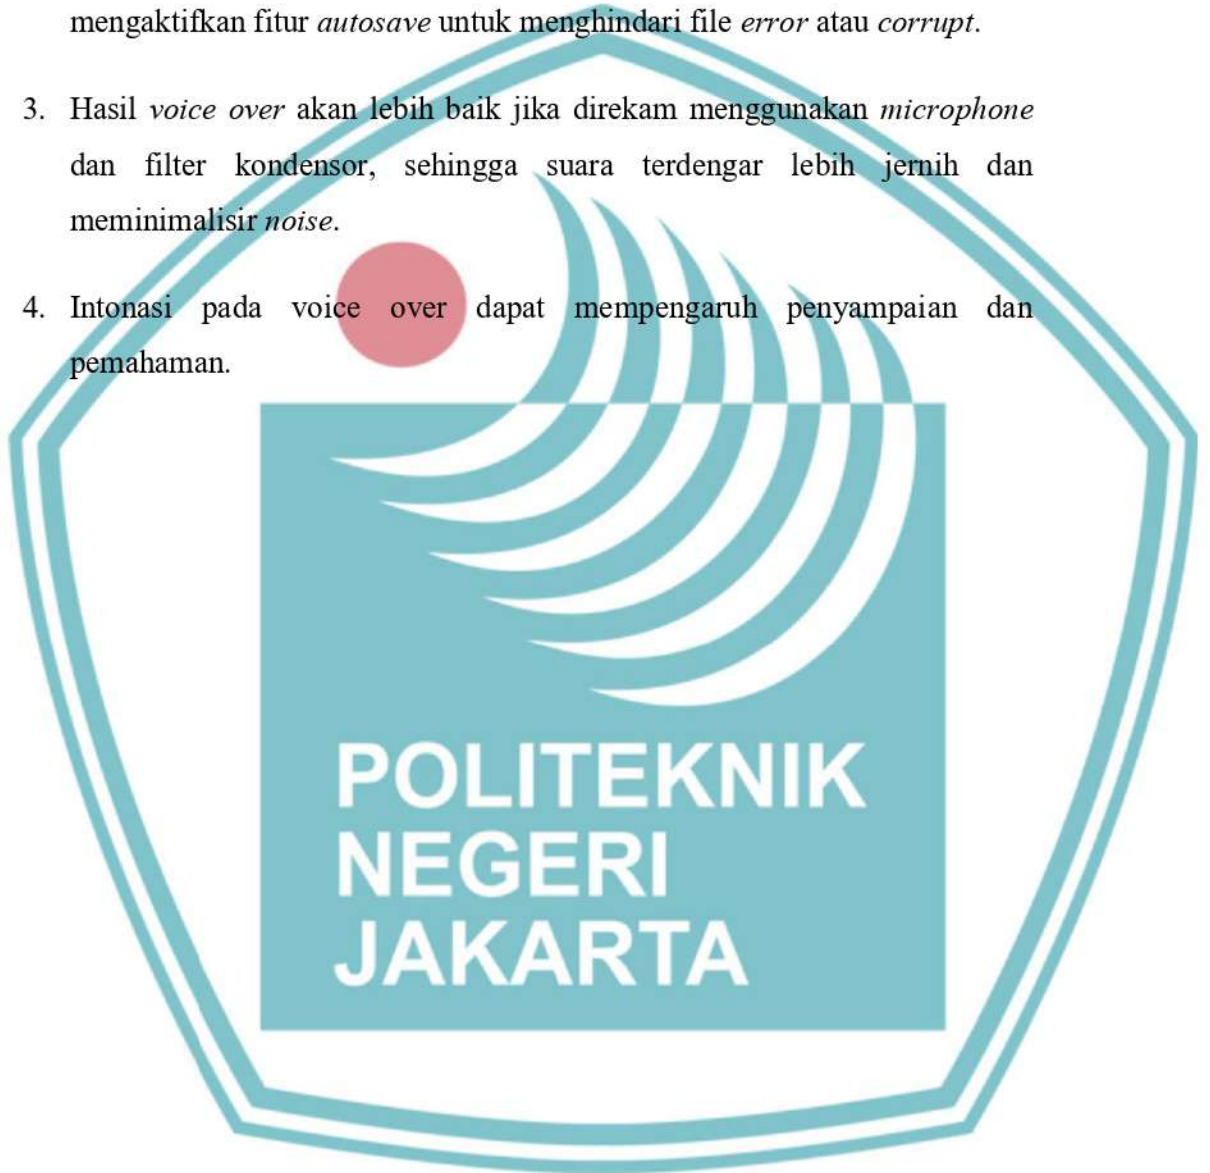 mengaktifkan fitur autosave untuk menghindari file error atau corrupt.
3. Hasil voice over akan lebih baik jika direkam menggunakan microphone
dan filter kondensor, sehingga suara terdengar lebih jernih dan
meminimalisir noise.
4. Intonasi pada voice over dapat mempengaruh penyampaian dan
pemahaman.
POLITEKNIK
NEGERI
JAKARTA